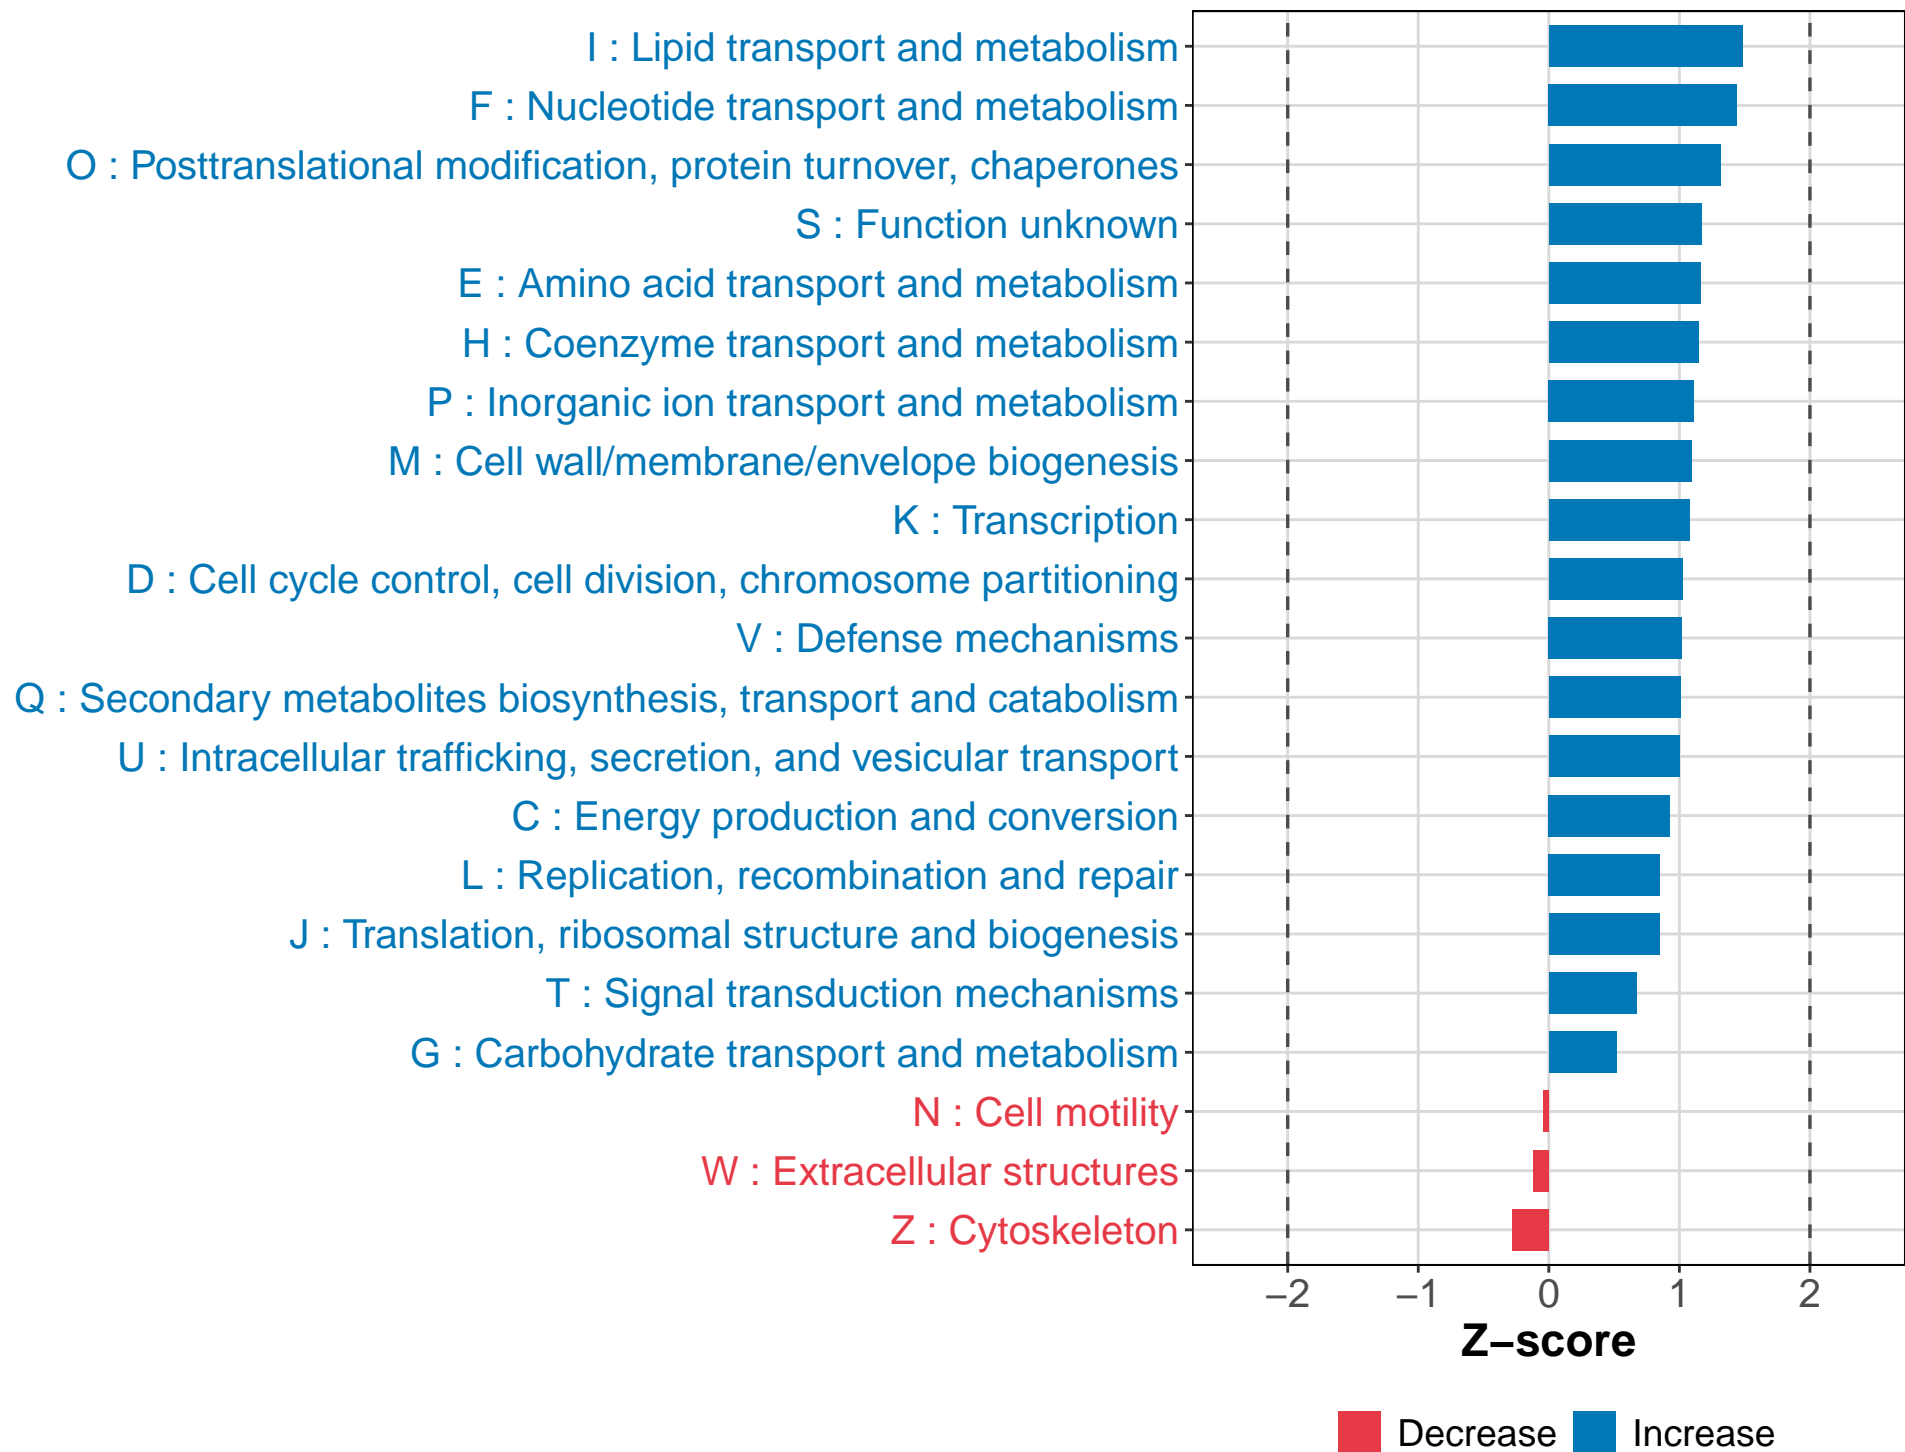 I : Lipid transport and metabolism
F : Nucleotide transport and metabolism
O : Posttranslational modification, protein turnover, chaperones
S : Function unknown
E : Amino acid transport and metabolism
H : Coenzyme transport and metabolism
P : Inorganic ion transport and metabolism
M : Cell wall/membrane/envelope biogenesis
K : Transcription
D : Cell cycle control, cell division, chromosome partitioning
V : Defense mechanisms
Q : Secondary metabolites biosynthesis, transport and catabolism
U : Intracellular trafficking, secretion, and vesicular transport
C : Energy production and conversion
L : Replication, recombination and repair
J : Translation, ribosomal structure and biogenesis
T : Signal transduction mechanisms
G : Carbohydrate transport and metabolism
N : Cell motility
W : Extracellular structures
Z : Cytoskeleton
−2 −1 0 1 2
Z−score
Decrease Increase